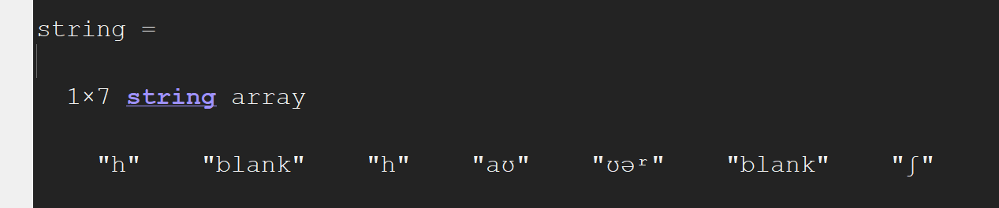 string =
1×7 string array
"h" "blank" "h" "aʊ" "ʊəʳ" "blank" "ʃ"